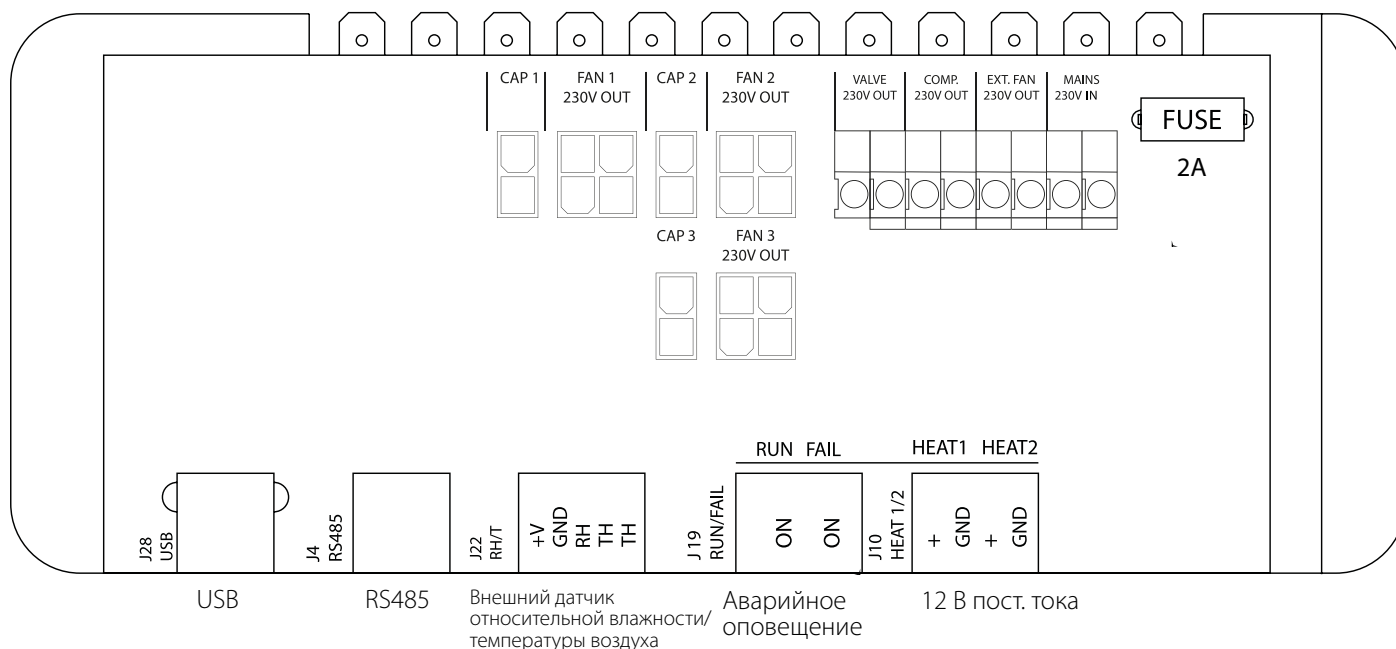 CAP 1
FAN 1
230V OUT
CAP 2
FAN 2
230V OUT
VALVE
230V OUT
COMP.
230V OUT
EXT. FAN
230V OUT
MAINS
230V IN
FUSE
2A
CAP 3
FAN 3
230V OUT
RUN FAIL
HEAT1 HEAT2
J28
USB
J4
RS485
J22
RH/T
+V
GND
RH
TH
TH
J19
RUN/FAIL
ON
ON
J10
HEAT 1/2
+
GND
+
GND
USB
RS485
Внешний датчик
относительной влажности/
температуры воздуха
Аварийное
оповещение
12 В пост. тока